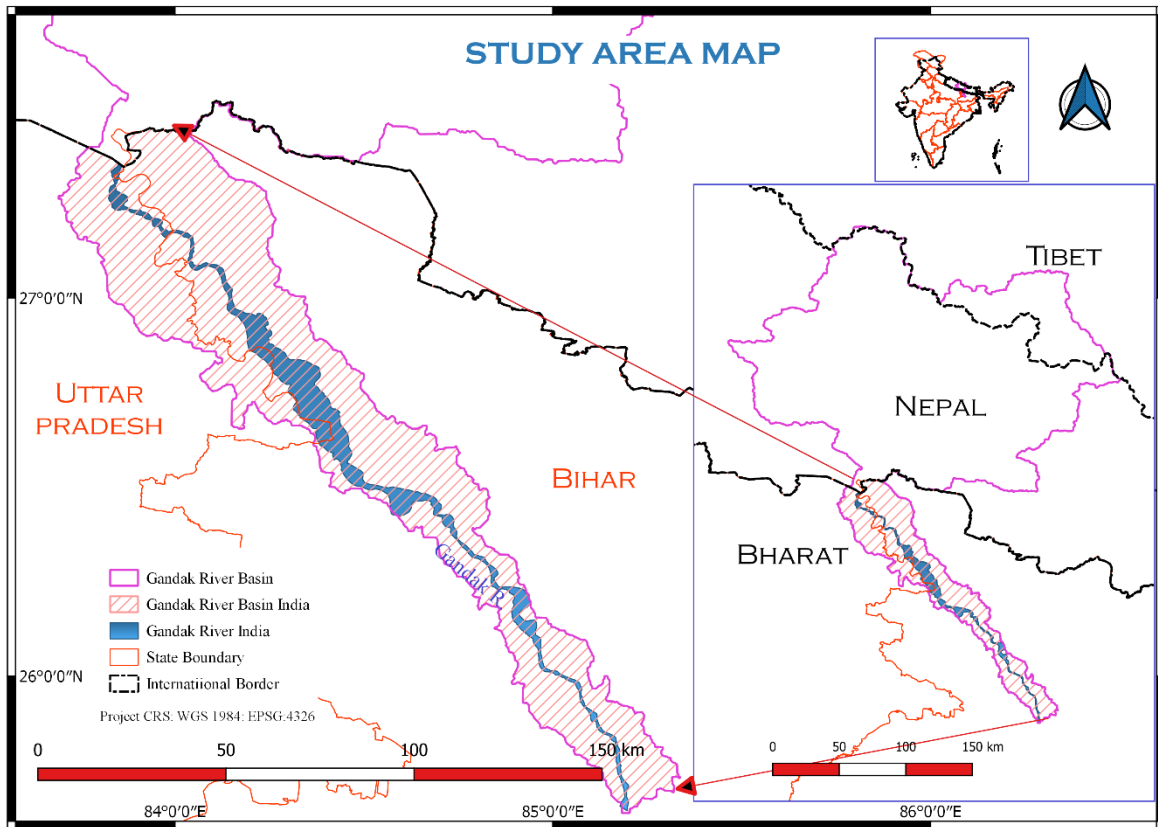 STUDY AREA MAP
TIBET
NEPAL
BHARAT
27°0'0"N
UTTAR
PRADESH
BIHAR
Gandak R.
Gandak River Basin
Gandak River Basin India
Gandak River India
State Boundary
Internatiional Border
Project CRS: WGS 1984: EPSG:4326
26°0'0"N
0 50 100 150 km
0 50 100 150 km
84°0'0"E 85°0'0"E 86°0'0"E